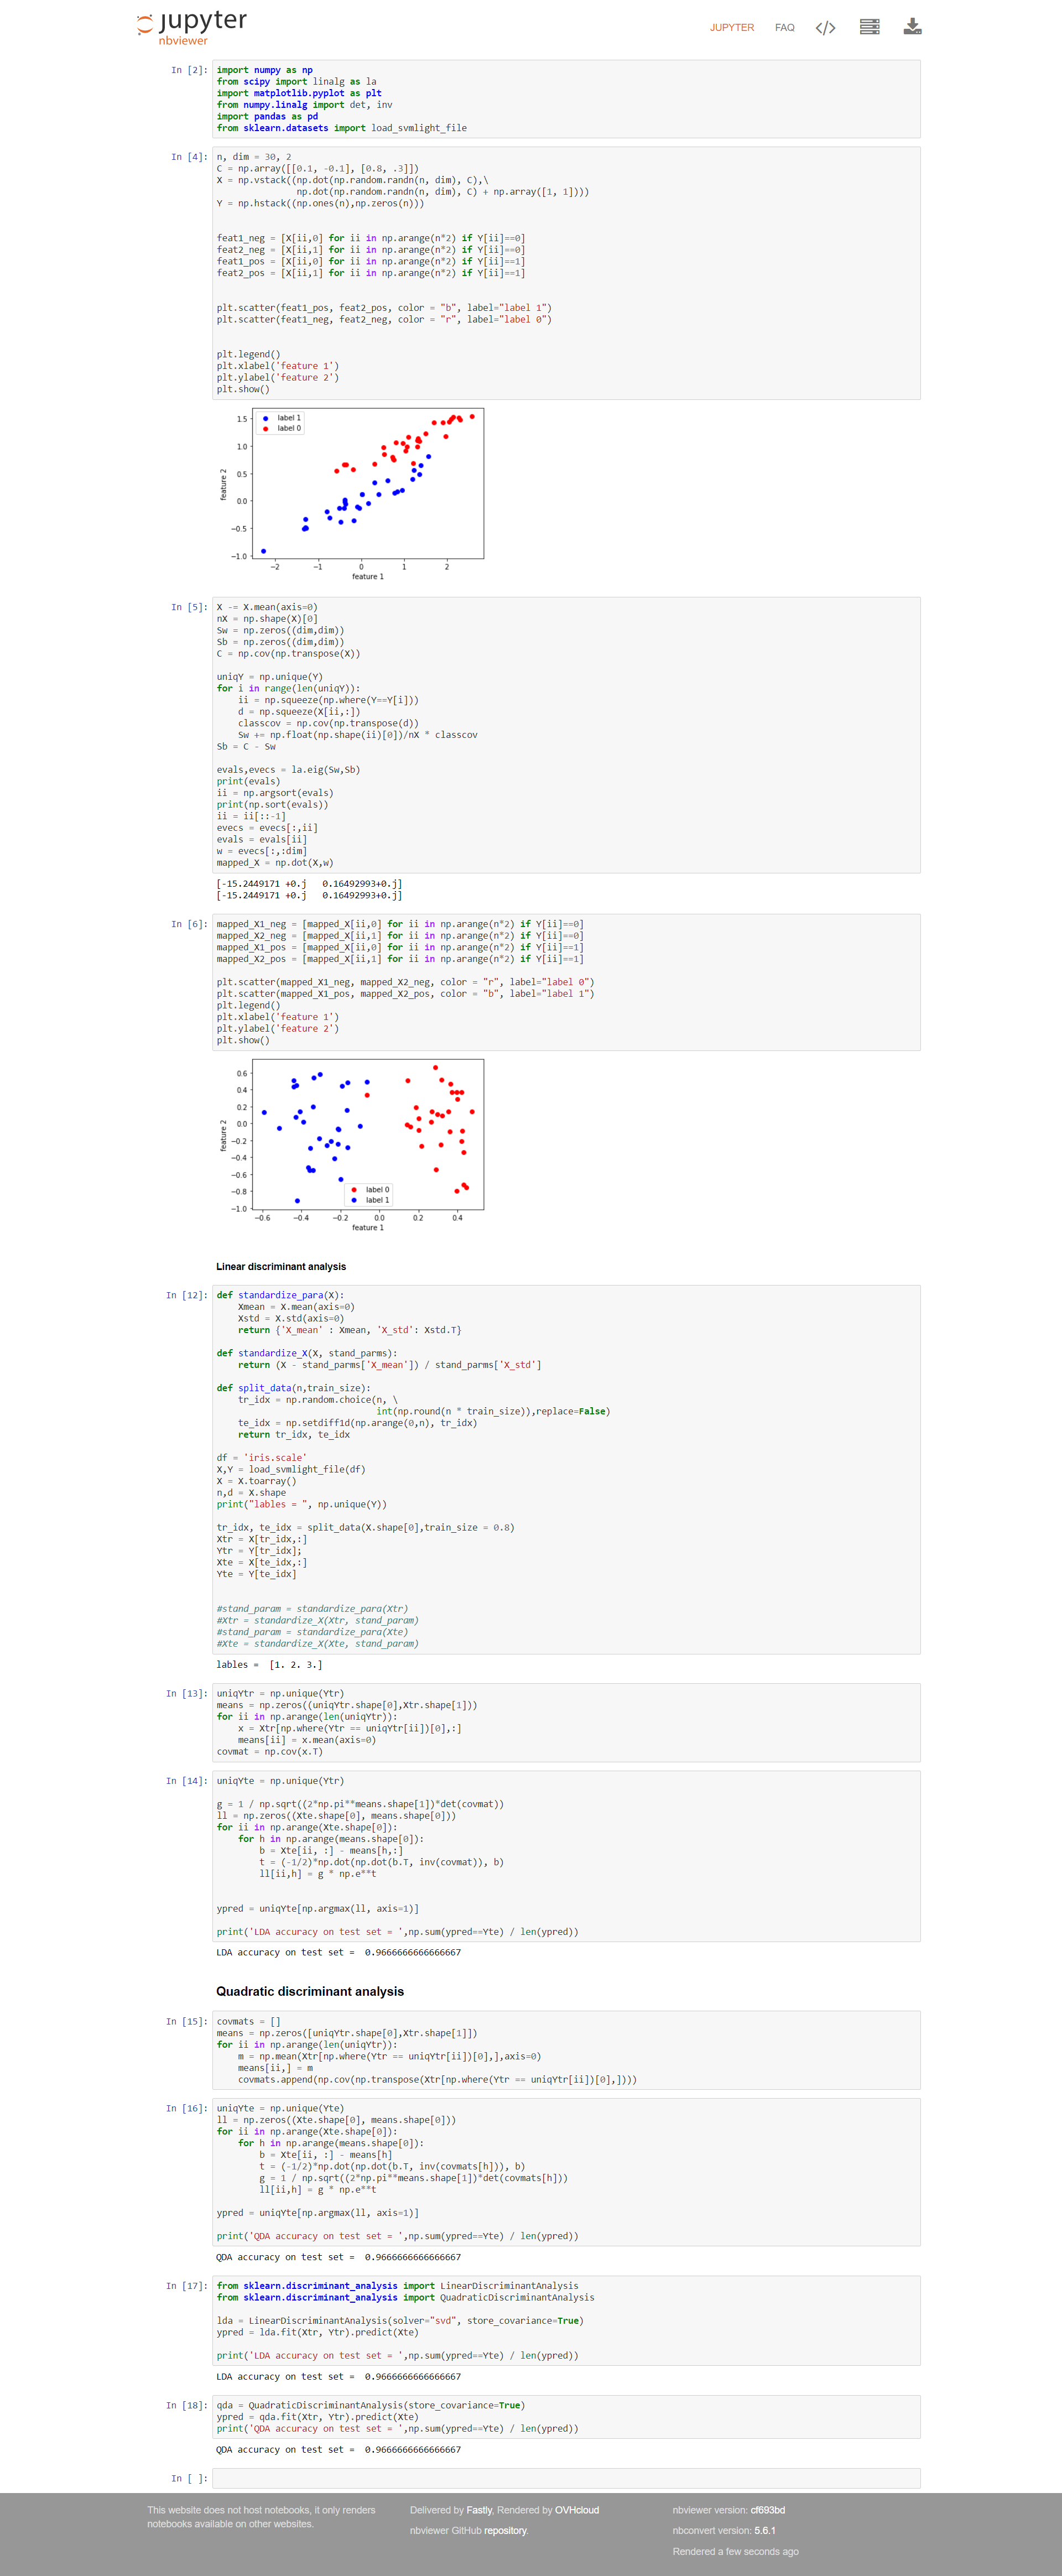 jupyter
nbviewer
JUPYTER FAQ </>
In [2]: import numpy as np
from scipy import linalg as la
import matplotlib.pyplot as plt
from numpy.linalg import det, inv
import pandas as pd
from sklearn.datasets import load_svmlight_file
In [4]: n, dim = 30, 2
C = np.array([[0.1, -0.1], [0.8, .3]])
X = np.vstack((np.dot(np.random.randn(n, dim), C),\
               np.dot(np.random.randn(n, dim), C) + np.array([1, 1])))
Y = np.hstack((np.ones(n),np.zeros(n)))
feat1_neg = [X[ii,0] for ii in np.arange(n*2) if Y[ii]==0]
feat2_neg = [X[ii,1] for ii in np.arange(n*2) if Y[ii]==0]
feat1_pos = [X[ii,0] for ii in np.arange(n*2) if Y[ii]==1]
feat2_pos = [X[ii,1] for ii in np.arange(n*2) if Y[ii]==1]
plt.scatter(feat1_pos, feat2_pos, color = "b", label="label 1")
plt.scatter(feat1_neg, feat2_neg, color = "r", label="label 0")
plt.legend()
plt.xlabel('feature 1')
plt.ylabel('feature 2')
plt.show()
label 1
label 0
1.5
1.0
0.5
0.0
−0.5
−1.0
feature 2
−2 −1 0 1 2
feature 1
In [5]: X -= X.mean(axis=0)
nX = np.shape(X)[0]
Sw = np.zeros((dim,dim))
Sb = np.zeros((dim,dim))
C = np.cov(np.transpose(X))
uniqY = np.unique(Y)
for i in range(len(uniqY)):
    ii = np.squeeze(np.where(Y==Y[i]))
    d = np.squeeze(X[ii,:])
    classcov = np.cov(np.transpose(d))
    Sw += np.float(np.shape(ii)[0])/nX * classcov
Sb = C - Sw
evals,evecs = la.eig(Sw,Sb)
print(evals)
ii = np.argsort(evals)
print(np.sort(evals))
ii = ii[::-1]
evecs = evecs[:,ii]
evals = evals[ii]
w = evecs[:,:dim]
mapped_X = np.dot(X,w)
[-15.2449171 +0.j   0.16492993+0.j]
[-15.2449171 +0.j   0.16492993+0.j]
In [6]: mapped_X1_neg = [mapped_X[ii,0] for ii in np.arange(n*2) if Y[ii]==0]
mapped_X2_neg = [mapped_X[ii,1] for ii in np.arange(n*2) if Y[ii]==0]
mapped_X1_pos = [mapped_X[ii,0] for ii in np.arange(n*2) if Y[ii]==1]
mapped_X2_pos = [mapped_X[ii,1] for ii in np.arange(n*2) if Y[ii]==1]
plt.scatter(mapped_X1_neg, mapped_X2_neg, color = "r", label="label 0")
plt.scatter(mapped_X1_pos, mapped_X2_pos, color = "b", label="label 1")
plt.legend()
plt.xlabel('feature 1')
plt.ylabel('feature 2')
plt.show()
0.6
0.4
0.2
0.0
−0.2
−0.4
−0.6
−0.8
−1.0
feature 2
label 0
label 1
−0.6 −0.4 −0.2 0.0 0.2 0.4
feature 1
Linear discriminant analysis
In [12]: def standardize_para(X):
    Xmean = X.mean(axis=0)
    Xstd = X.std(axis=0)
    return {'X_mean' : Xmean, 'X_std': Xstd.T}
def standardize_X(X, stand_parms):
    return (X - stand_parms['X_mean']) / stand_parms['X_std']
def split_data(n,train_size):
    tr_idx = np.random.choice(n, \
                              int(np.round(n * train_size)),replace=False)
    te_idx = np.setdiff1d(np.arange(0,n), tr_idx)
    return tr_idx, te_idx
df = 'iris.scale'
X,Y = load_svmlight_file(df)
X = X.toarray()
n,d = X.shape
print("lables = ", np.unique(Y))
tr_idx, te_idx = split_data(X.shape[0],train_size = 0.8)
Xtr = X[tr_idx,:]
Ytr = Y[tr_idx];
Xte = X[te_idx,:]
Yte = Y[te_idx]
#stand_param = standardize_para(Xtr)
#Xtr = standardize_X(Xtr, stand_param)
#stand_param = standardize_para(Xte)
#Xte = standardize_X(Xte, stand_param)
lables =  [1. 2. 3.]
In [13]: uniqYtr = np.unique(Ytr)
means = np.zeros((uniqYtr.shape[0],Xtr.shape[1]))
for ii in np.arange(len(uniqYtr)):
    x = Xtr[np.where(Ytr == uniqYtr[ii])[0],:]
    means[ii] = x.mean(axis=0)
covmat = np.cov(x.T)
In [14]: uniqYte = np.unique(Ytr)
g = 1 / np.sqrt((2*np.pi**means.shape[1])*det(covmat))
ll = np.zeros((Xte.shape[0], means.shape[0]))
for ii in np.arange(Xte.shape[0]):
    for h in np.arange(means.shape[0]):
        b = Xte[ii, :] - means[h,:]
        t = (-1/2)*np.dot(np.dot(b.T, inv(covmat)), b)
        ll[ii,h] = g * np.e**t
ypred = uniqYte[np.argmax(ll, axis=1)]
print('LDA accuracy on test set = ',np.sum(ypred==Yte) / len(ypred))
LDA accuracy on test set =  0.9666666666666667
Quadratic discriminant analysis
In [15]: covmats = []
means = np.zeros([uniqYtr.shape[0],Xtr.shape[1]])
for ii in np.arange(len(uniqYtr)):
    m = np.mean(Xtr[np.where(Ytr == uniqYtr[ii])[0],],axis=0)
    means[ii,] = m
    covmats.append(np.cov(np.transpose(Xtr[np.where(Ytr == uniqYtr[ii])[0],])))
In [16]: uniqYte = np.unique(Yte)
ll = np.zeros((Xte.shape[0], means.shape[0]))
for ii in np.arange(Xte.shape[0]):
    for h in np.arange(means.shape[0]):
        b = Xte[ii, :] - means[h]
        t = (-1/2)*np.dot(np.dot(b.T, inv(covmats[h])), b)
        g = 1 / np.sqrt((2*np.pi**means.shape[1])*det(covmats[h]))
        ll[ii,h] = g * np.e**t
ypred = uniqYte[np.argmax(ll, axis=1)]
print('QDA accuracy on test set = ',np.sum(ypred==Yte) / len(ypred))
QDA accuracy on test set =  0.9666666666666667
In [17]: from sklearn.discriminant_analysis import LinearDiscriminantAnalysis
from sklearn.discriminant_analysis import QuadraticDiscriminantAnalysis
lda = LinearDiscriminantAnalysis(solver="svd", store_covariance=True)
ypred = lda.fit(Xtr, Ytr).predict(Xte)
print('LDA accuracy on test set = ',np.sum(ypred==Yte) / len(ypred))
LDA accuracy on test set =  0.9666666666666667
In [18]: qda = QuadraticDiscriminantAnalysis(store_covariance=True)
ypred = qda.fit(Xtr, Ytr).predict(Xte)
print('QDA accuracy on test set = ',np.sum(ypred==Yte) / len(ypred))
QDA accuracy on test set =  0.9666666666666667
In [ ]:
This website does not host notebooks, it only renders
notebooks available on other websites.
Delivered by Fastly, Rendered by OVHcloud
nbviewer GitHub repository.
nbviewer version: cf693bd
nbconvert version: 5.6.1
Rendered a few seconds ago